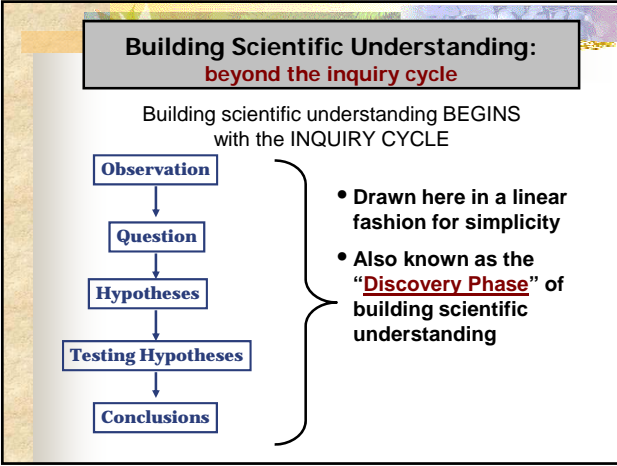 Building Scientific Understanding:
beyond the inquiry cycle
Building scientific understanding BEGINS
with the INQUIRY CYCLE
Observation
Question
Hypotheses
Testing Hypotheses
Conclusions
• Drawn here in a linear
fashion for simplicity
• Also known as the
“Discovery Phase” of
building scientific
understanding